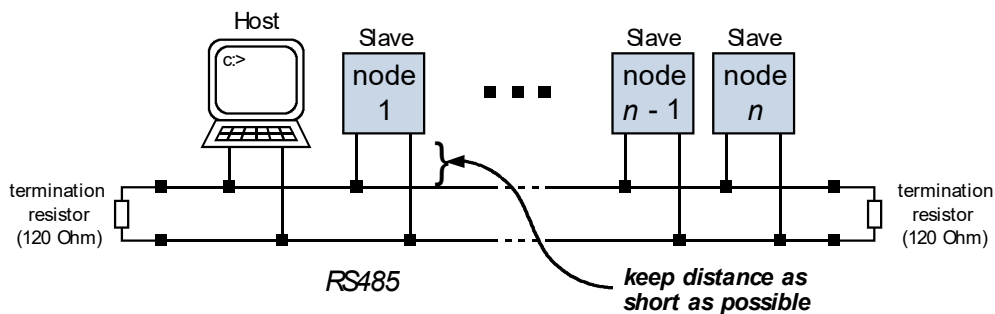 Host
c:>
Slave
node
1
Slave
node
n - 1
Slave
node
n
termination
resistor
(120 Ohm)
termination
resistor
(120 Ohm)
RS485
keep distance as
short as possible